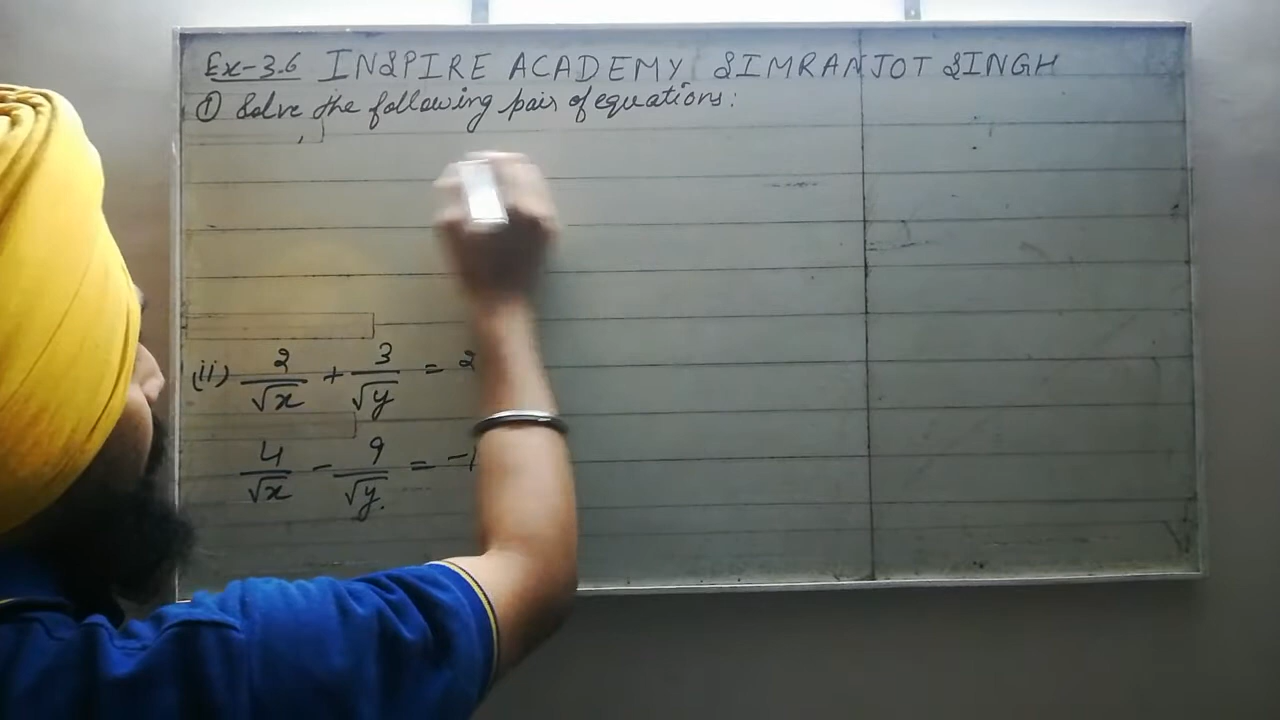 Ex-3.6 INSPIRE ACADEMY SIMRANJOT SINGH
① Solve the following pair of equations:
(ii) 2/√x + 3/√y = 2
4/√x - 9/√y = -1